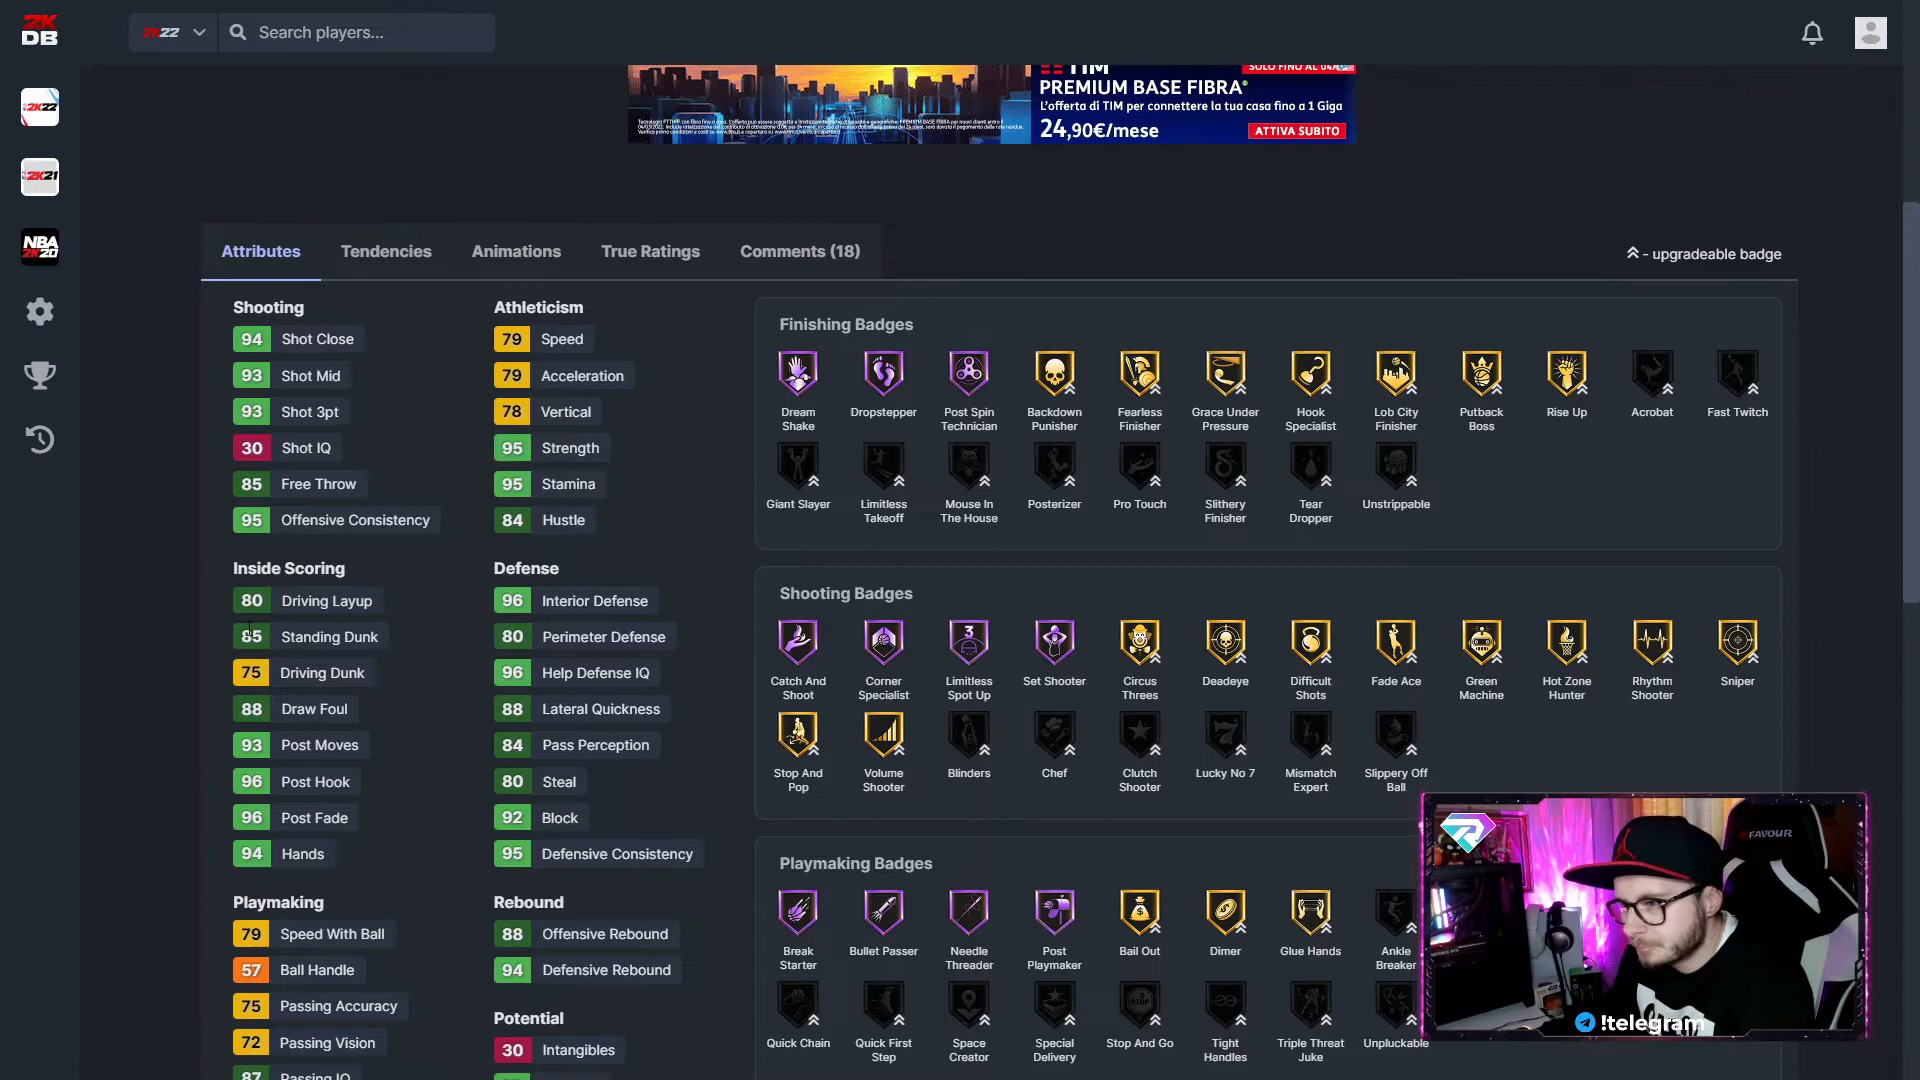 2K
DB
2K22
Search players...
TIM
SOLO FINO AL 04/
PREMIUM BASE FIBRA*
L'offerta di TIM per connettere la tua casa fino a 1 Giga
24,90€/mese
ATTIVA SUBITO
2K22
2K21
NBA
2K20
Attributes
Tendencies
Animations
True Ratings
Comments (18)
- upgradeable badge
Shooting
94 Shot Close
93 Shot Mid
93 Shot 3pt
30 Shot IQ
85 Free Throw
95 Offensive Consistency
Inside Scoring
80 Driving Layup
85 Standing Dunk
75 Driving Dunk
88 Draw Foul
93 Post Moves
96 Post Hook
96 Post Fade
94 Hands
Playmaking
79 Speed With Ball
57 Ball Handle
75 Passing Accuracy
72 Passing Vision
87 Passing IQ
Athleticism
79 Speed
79 Acceleration
78 Vertical
95 Strength
95 Stamina
84 Hustle
Defense
96 Interior Defense
80 Perimeter Defense
96 Help Defense IQ
88 Lateral Quickness
84 Pass Perception
80 Steal
92 Block
95 Defensive Consistency
Rebound
88 Offensive Rebound
94 Defensive Rebound
Potential
30 Intangibles
Finishing Badges
Dream Shake
Dropstepper
Post Spin Technician
Backdown Punisher
Fearless Finisher
Grace Under Pressure
Hook Specialist
Lob City Finisher
Putback Boss
Rise Up
Acrobat
Fast Twitch
Giant Slayer
Limitless Takeoff
Mouse In The House
Posterizer
Pro Touch
Slithery Finisher
Tear Dropper
Unstrippable
Shooting Badges
3
Catch And Shoot
Corner Specialist
Limitless Spot Up
Set Shooter
Circus Threes
Deadeye
Difficult Shots
Fade Ace
Green Machine
Hot Zone Hunter
Rhythm Shooter
Sniper
Stop And Pop
Volume Shooter
Blinders
Chef
Clutch Shooter
Lucky No 7
Mismatch Expert
Slippery Off Ball
Playmaking Badges
Break Starter
Bullet Passer
Needle Threader
Post Playmaker
Bail Out
Dimer
Glue Hands
Ankle Breaker
STOP
Quick Chain
Quick First Step
Space Creator
Special Delivery
Stop And Go
Tight Handles
Triple Threat Juke
Unpluckable
FAVOUR
!telegram